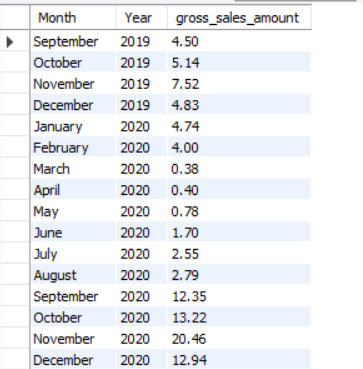 Month Year gross_sales_amount
September 2019 4.50
October 2019 5.14
November 2019 7.52
December 2019 4.83
January 2020 4.74
February 2020 4.00
March 2020 0.38
April 2020 0.40
May 2020 0.78
June 2020 1.70
July 2020 2.55
August 2020 2.79
September 2020 12.35
October 2020 13.22
November 2020 20.46
December 2020 12.94